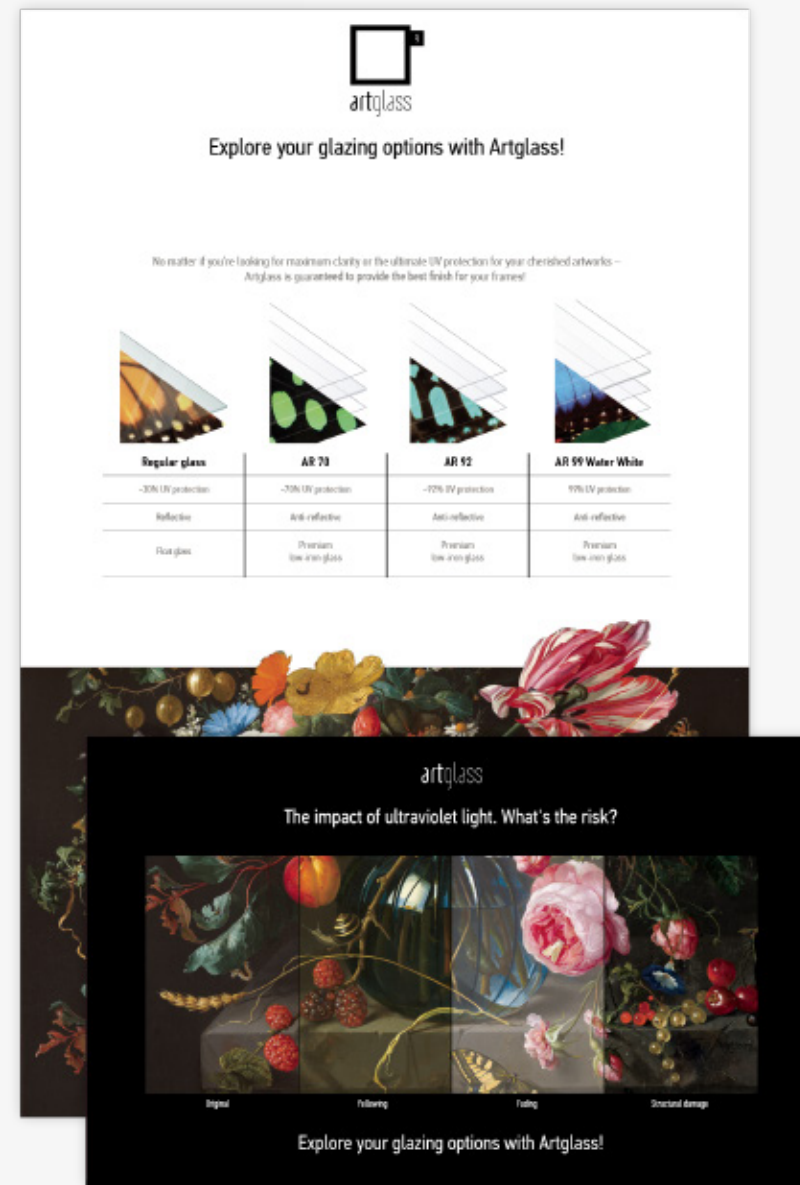 artglass
Explore your glazing options with Artglass!
No matter if you're looking for maximum clarity or the ultimate UV protection for your cherished artworks –
Artglass is guaranteed to provide the best finish for your frames!
Regular glass
AR 70
AR 92
AR 99 Water White
~30% UV protection
~70% UV protection
~92% UV protection
99% UV protection
Reflective
Anti-reflective
Anti-reflective
Anti-reflective
Float glass
Premium
low-iron glass
Premium
low-iron glass
Premium
low-iron glass
artglass
The impact of ultraviolet light. What's the risk?
Original
Yellowing
Fading
Structural damage
Explore your glazing options with Artglass!